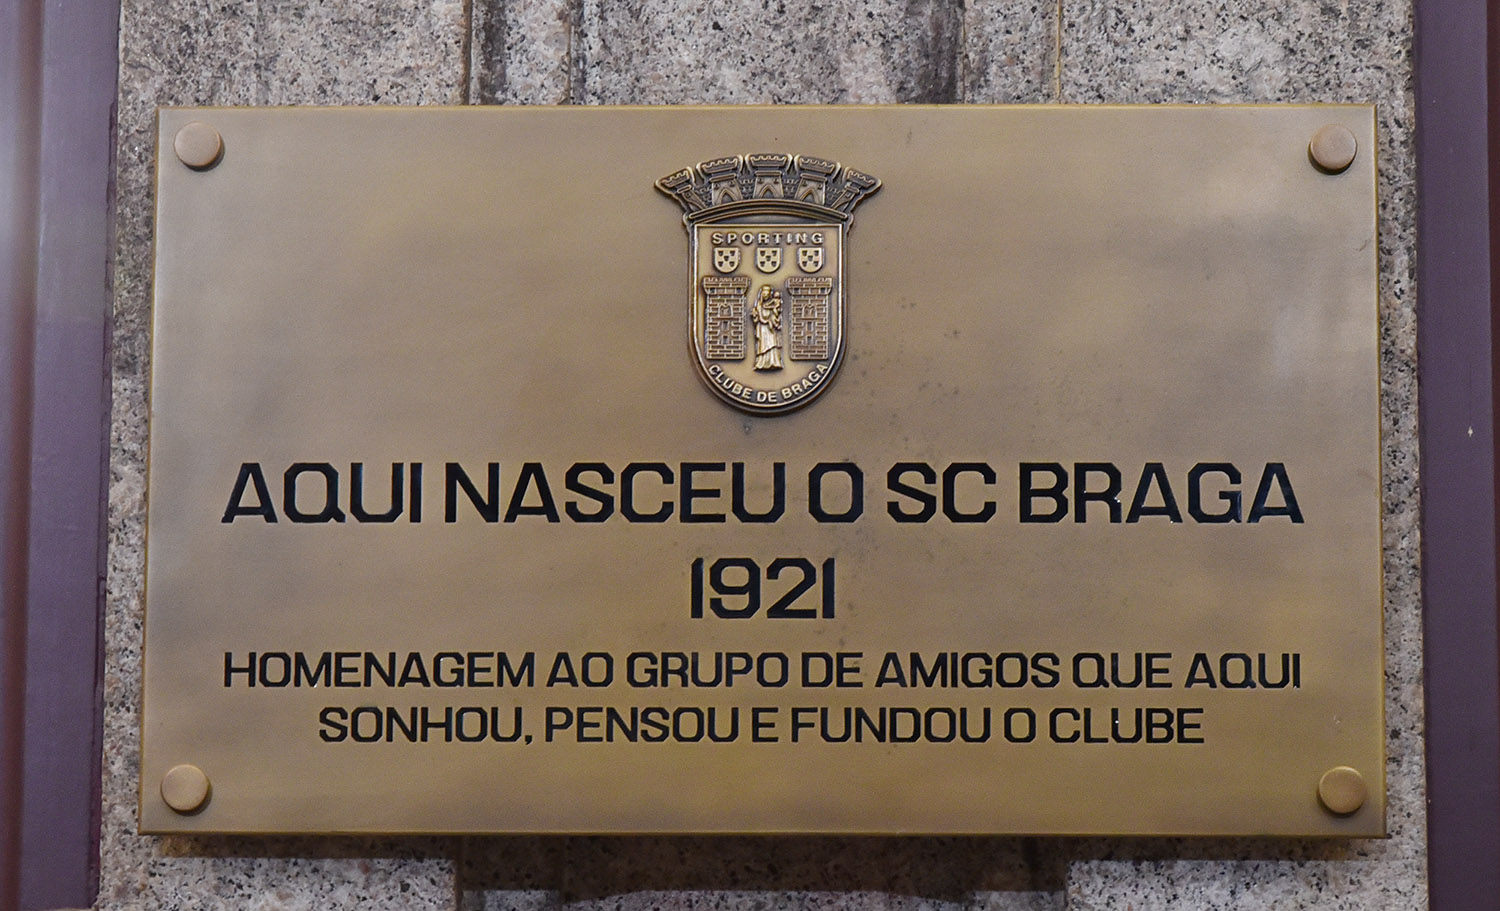 SPORTING
CLUBE DE BRAGA
AQUI NASCEU O SC BRAGA
1921
HOMENAGEM AO GRUPO DE AMIGOS QUE AQUI
SONHOU, PENSOU E FUNDOU O CLUBE